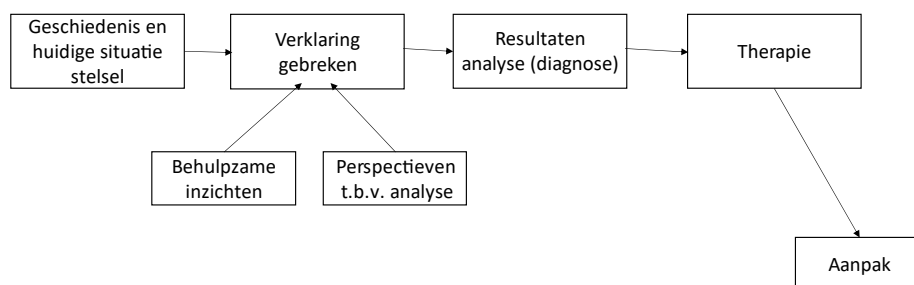 Geschiedenis en
huidige situatie
stelsel
Verklaring
gebreken
Resultaten
analyse (diagnose)
Therapie
Behulpzame
inzichten
Perspectieven
t.b.v. analyse
Aanpak